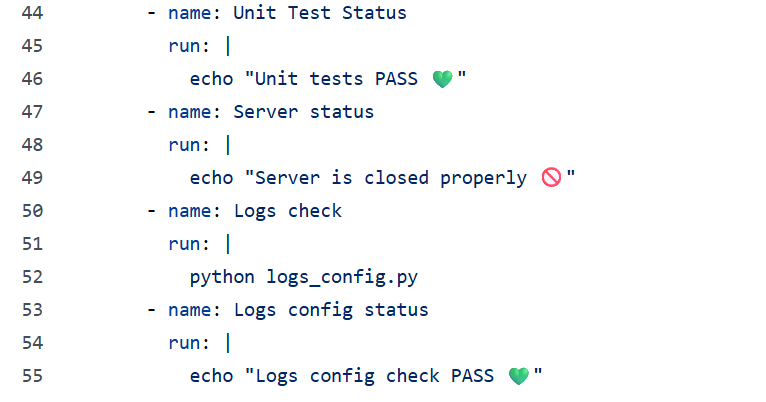 44 - name: Unit Test Status
45 run: |
46 echo "Unit tests PASS 💚"
47 - name: Server status
48 run: |
49 echo "Server is closed properly 🚫"
50 - name: Logs check
51 run: |
52 python logs_config.py
53 - name: Logs config status
54 run: |
55 echo "Logs config check PASS 💚"